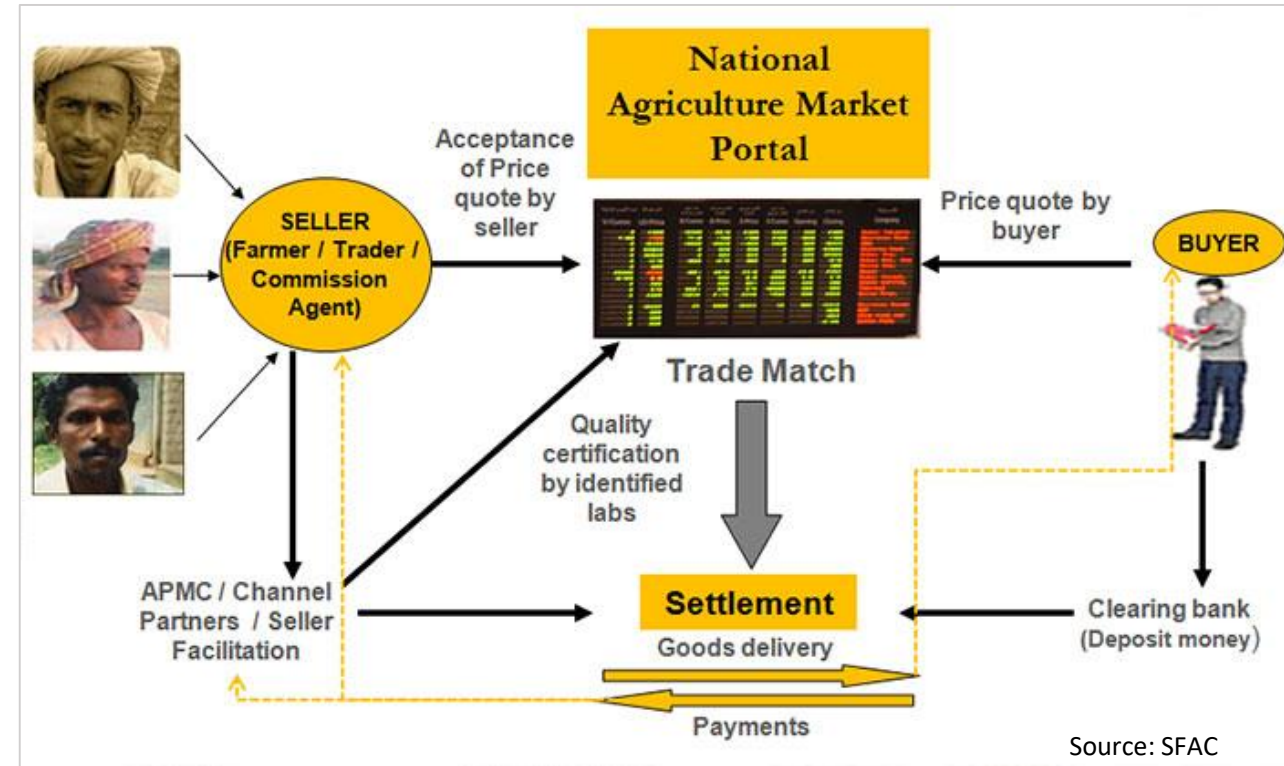 National
Agriculture Market
Portal
Acceptance
of Price
quote by
seller
Price quote by
buyer
SELLER
(Farmer / Trader /
Commission
Agent)
BUYER
Trade Match
Quality
certification
by identified
labs
APMC / Channel
Partners / Seller
Facilitation
Settlement
Goods delivery
Clearing bank
(Deposit money)
Payments
Source: SFAC